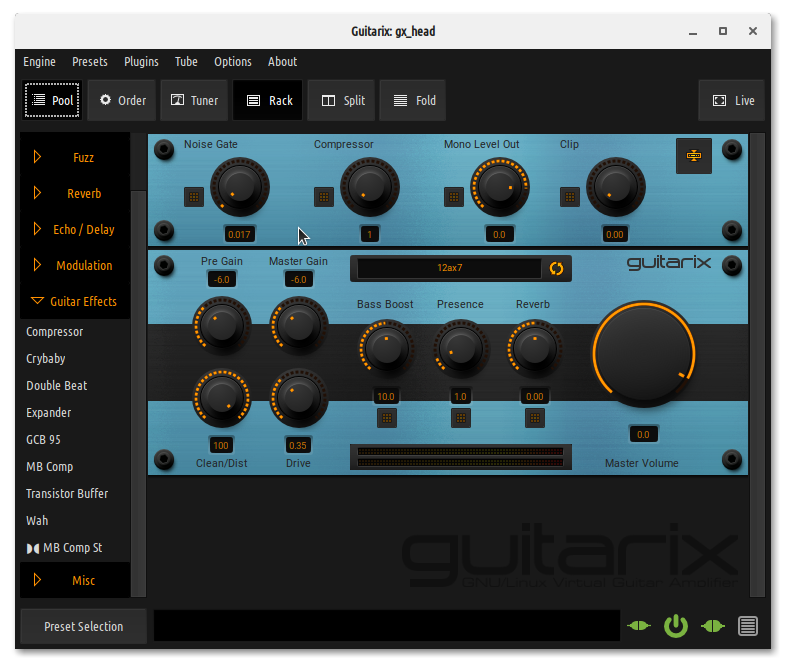 Guitarix: gx_head
Engine Presets Plugins Tube Options About
Pool Order Tuner Rack Split Fold Live
Fuzz
Reverb
Echo / Delay
Modulation
Guitar Effects
Compressor
Crybaby
Double Beat
Expander
GCB 95
MB Comp
Transistor Buffer
Wah
MB Comp St
Misc
Noise Gate Compressor Mono Level Out Clip
0.017 1 0.0 0.00
Pre Gain Master Gain
-6.0 -6.0
12ax7
guitarix
Bass Boost Presence Reverb
10.0 1.0 0.00
100 0.35
Clean/Dist Drive
0.0
Master Volume
guitarix
GNU/Linux Virtual Guitar Amplifier
Preset Selection